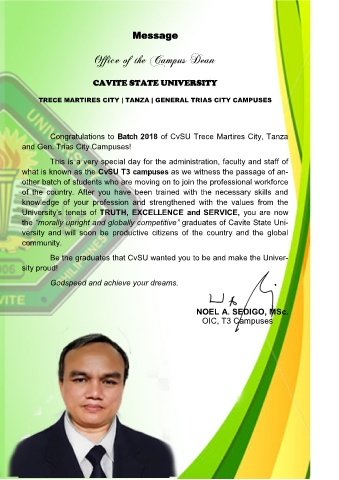 Message
Office of the Campus Dean
CAVITE STATE UNIVERSITY
TRECE MARTIRES CITY | TANZA | GENERAL TRIAS CITY CAMPUSES
Congratulations to Batch 2018 of CvSU Trece Martires City, Tanza
and Gen. Trias City Campuses!
This is a very special day for the administration, faculty and staff of
what is known as the CvSU T3 campuses as we witness the passage of an-
other batch of students who are moving on to join the professional workforce
of the country. After you have been trained with the necessary skills and
knowledge of your profession and strengthened with the values from the
University's tenets of TRUTH, EXCELLENCE and SERVICE, you are now
the "morally upright and globally competitive" graduates of Cavite State Uni-
versity and will soon be productive citizens of the country and the global
community.
Be the graduates that CvSU wanted you to be and make the Univer-
sity proud!
Godspeed and achieve your dreams.
NOEL A. SEDIGO, MSc.
OIC, T3 Campuses
CAVITE